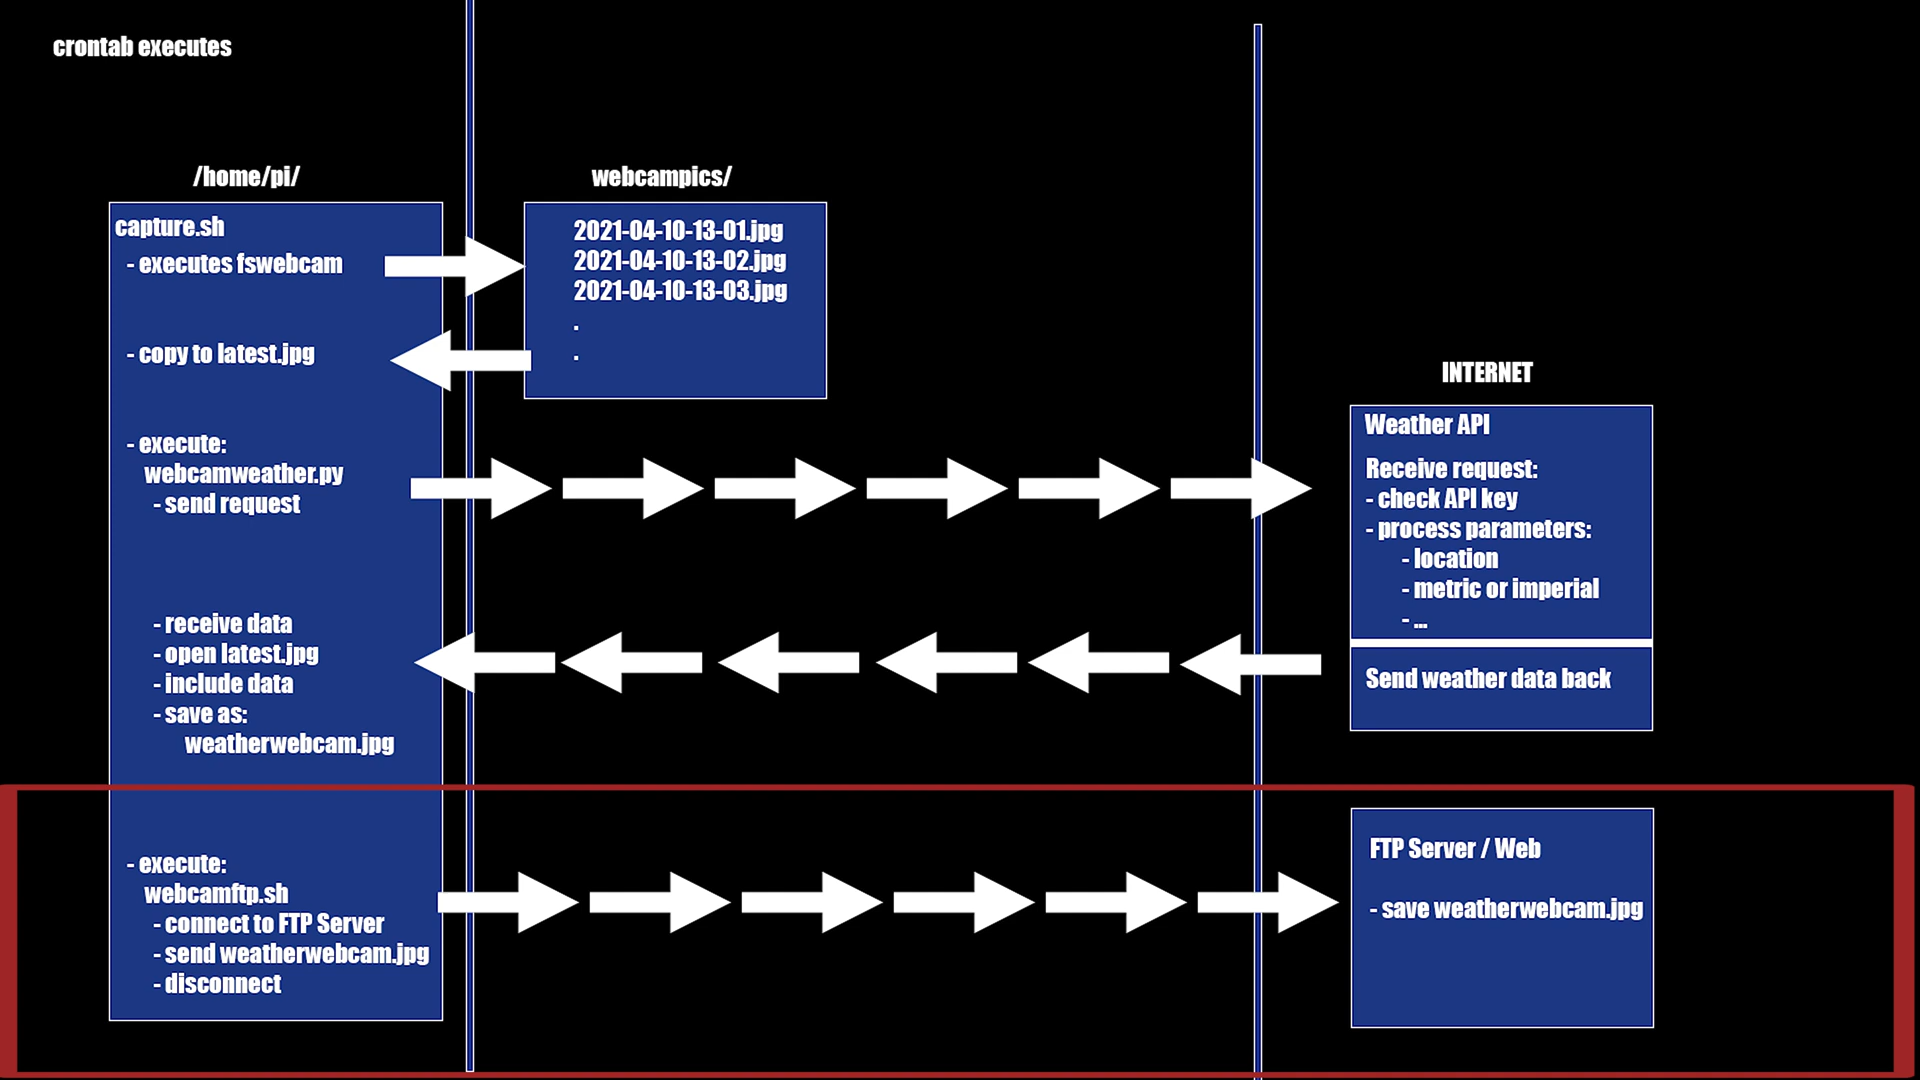 crontab executes
/home/pi/
capture.sh
- executes fswebcam
- copy to latest.jpg
- execute:
webcamweather.py
- send request
- receive data
- open latest.jpg
- include data
- save as:
weatherwebcam.jpg
- execute:
webcamftp.sh
- connect to FTP Server
- send weatherwebcam.jpg
- disconnect
webcampics/
2021-04-10-13-01.jpg
2021-04-10-13-02.jpg
2021-04-10-13-03.jpg
.
.
INTERNET
Weather API
Receive request:
- check API key
- process parameters:
- location
- metric or imperial
- ...
Send weather data back
FTP Server / Web
- save weatherwebcam.jpg